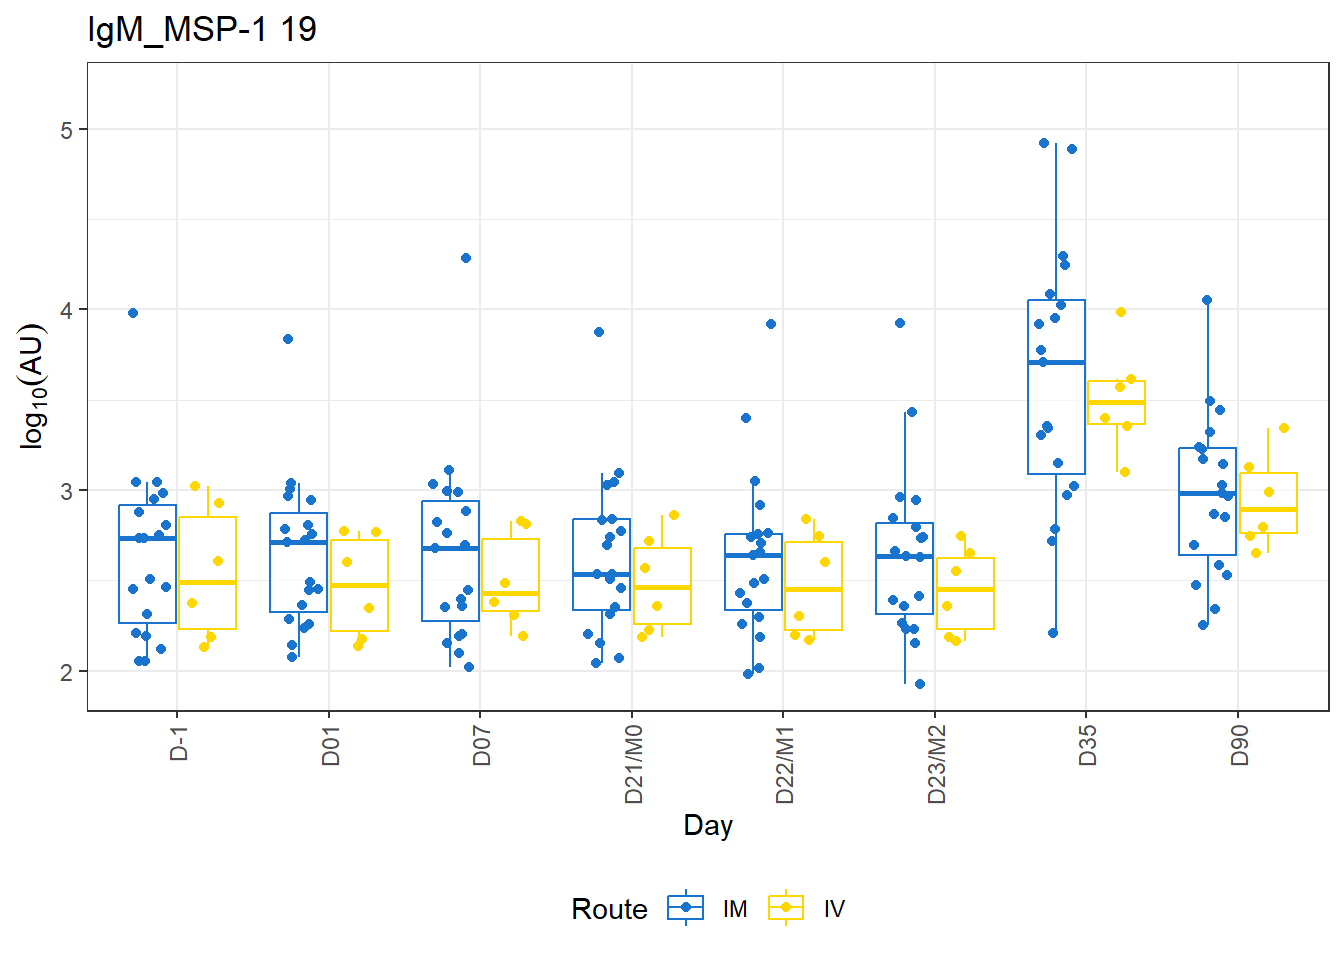 IgM_MSP-1 19
5
4
3
2
log10(AU)
D-1
D01
D07
D21/M0
D22/M1
D23/M2
D35
D90
Day
Route IM IV